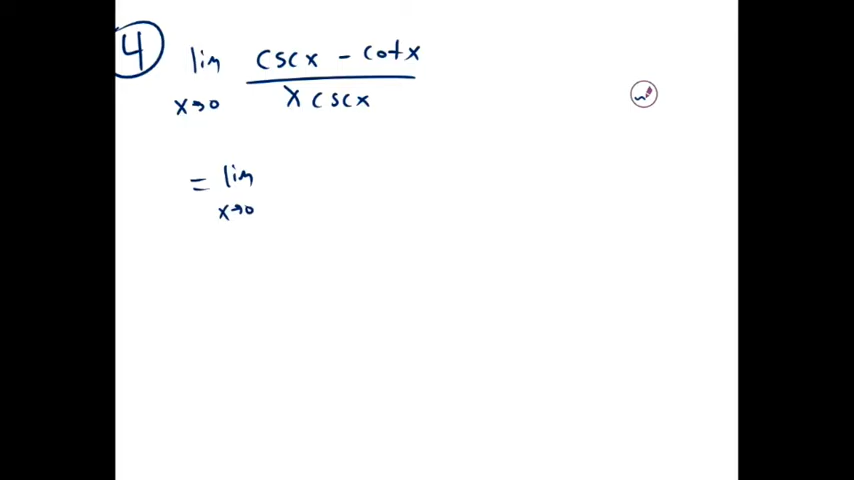 4 lim csc x - cot x
x→0 x csc x
= lim
x→0